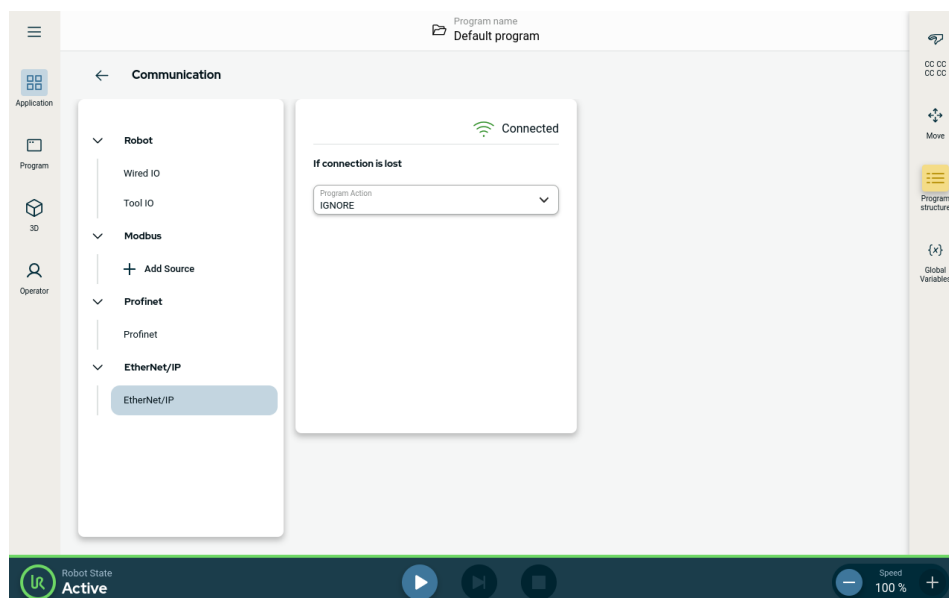 Program name
Default program
Application
Program
3D
Operator
Communication
Robot
Wired IO
Tool IO
Modbus
Add Source
Profinet
Profinet
EtherNet/IP
EtherNet/IP
Connected
If connection is lost
Program Action
IGNORE
CC CC
CC CC
Move
Program
structure
{x}
Global
Variables
Robot State
Active
Speed
100 %